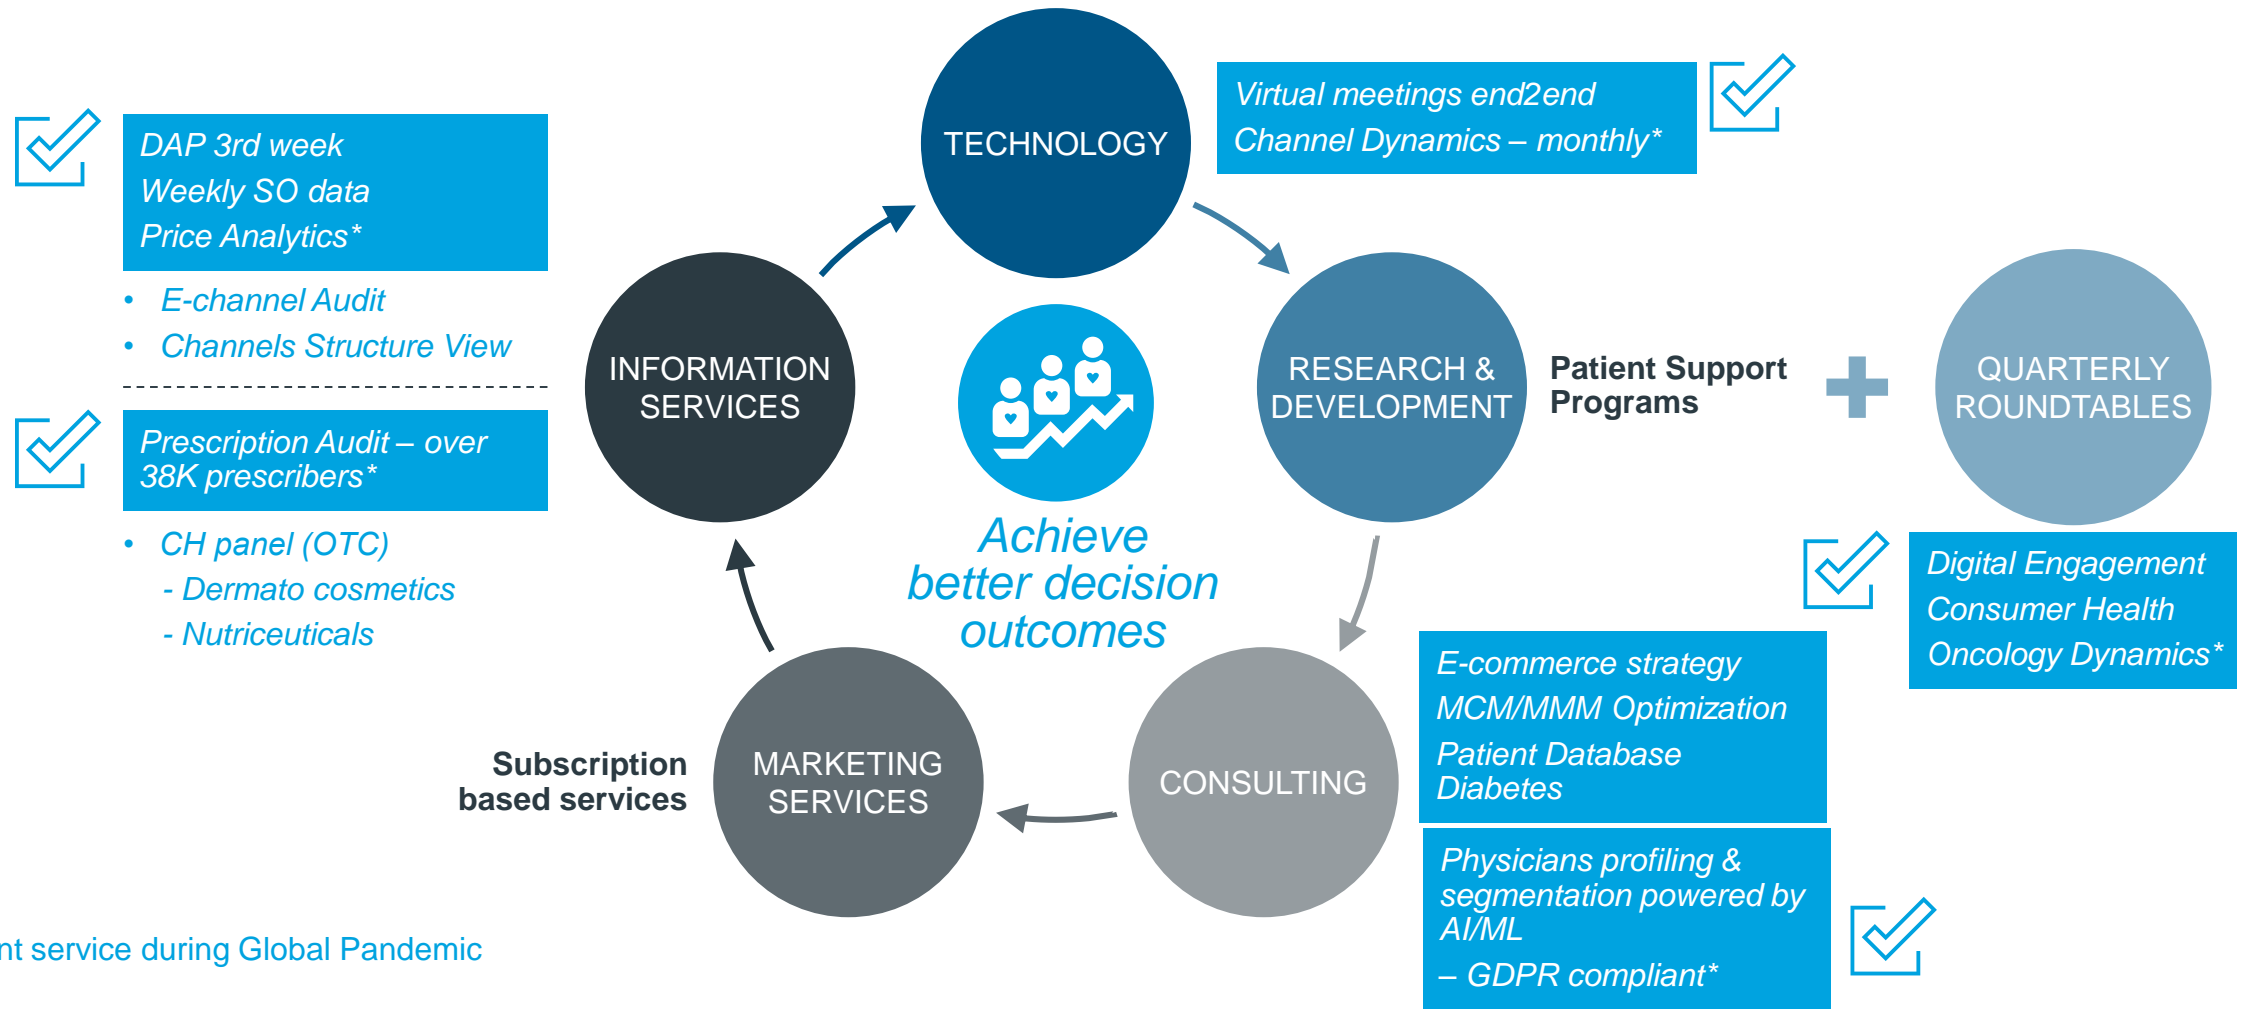 TECHNOLOGY
Virtual meetings end2end
Channel Dynamics – monthly*
DAP 3rd week
Weekly SO data
Price Analytics*
• E-channel Audit
• Channels Structure View
Prescription Audit – over
38K prescribers*
• CH panel (OTC)
- Dermato cosmetics
- Nutriceuticals
INFORMATION
SERVICES
RESEARCH &
DEVELOPMENT
Patient Support
Programs
QUARTERLY
ROUNDTABLES
Digital Engagement
Consumer Health
Oncology Dynamics*
Achieve
better decision
outcomes
E-commerce strategy
MCM/MMM Optimization
Patient Database
Diabetes
Physicians profiling &
segmentation powered by
AI/ML
– GDPR compliant*
CONSULTING
MARKETING
SERVICES
Subscription
based services
service during Global Pandemic